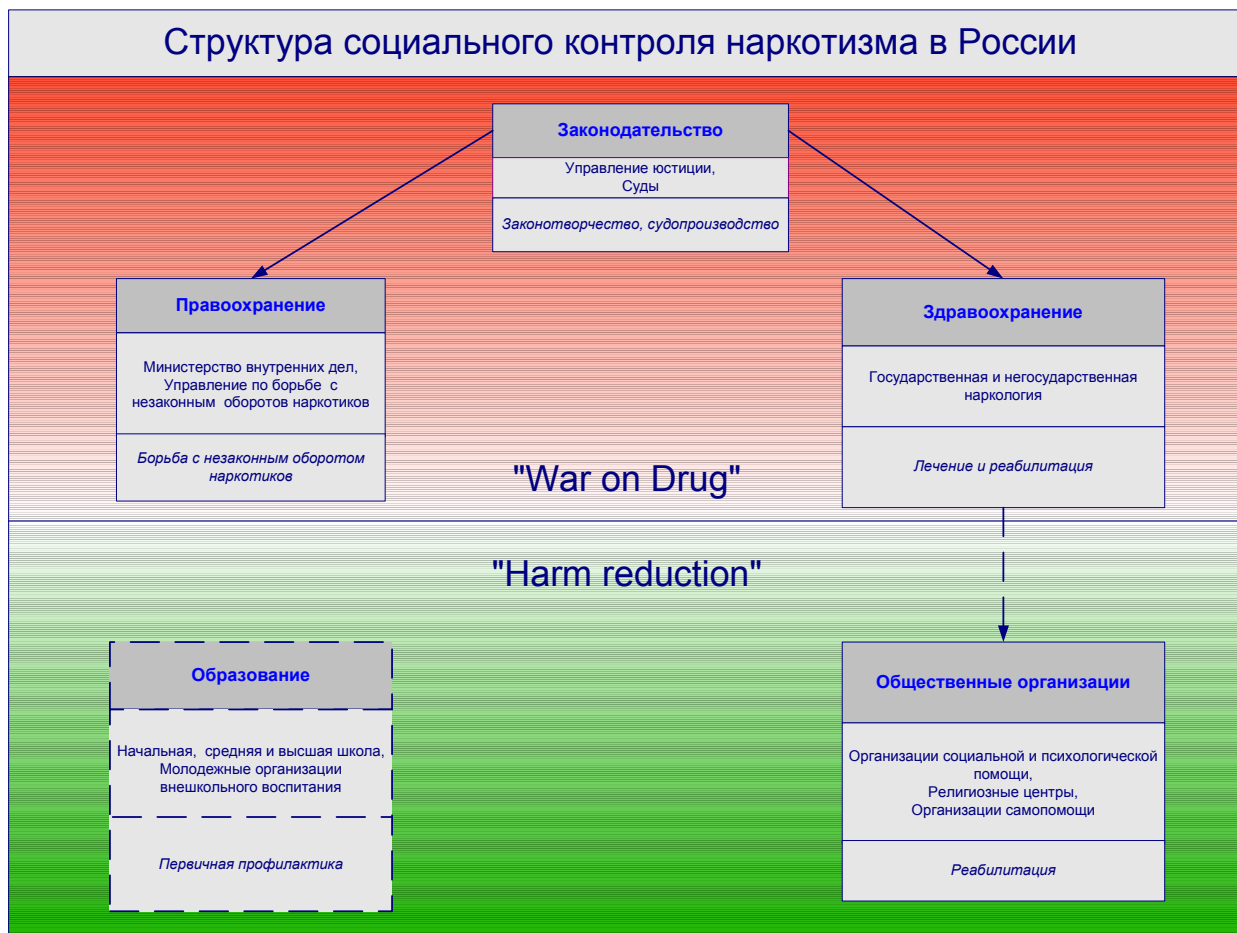 Структура социального контроля наркотизма в России
Законодательство
Управление юстиции,
Суды
Законотворчество, судопроизводство
Правоохранение
Министерство внутренних дел,
Управление по борьбе с
незаконным оборотов наркотиков
Борьба с незаконным оборотом
наркотиков
Здравоохранение
Государственная и негосударственная
наркология
Лечение и реабилитация
"War on Drug"
"Harm reduction"
Образование
Начальная, средняя и высшая школа,
Молодежные организации
внешкольного воспитания
Первичная профилактика
Общественные организации
Организации социальной и психологической
помощи,
Религиозные центры,
Организации самопомощи
Реабилитация